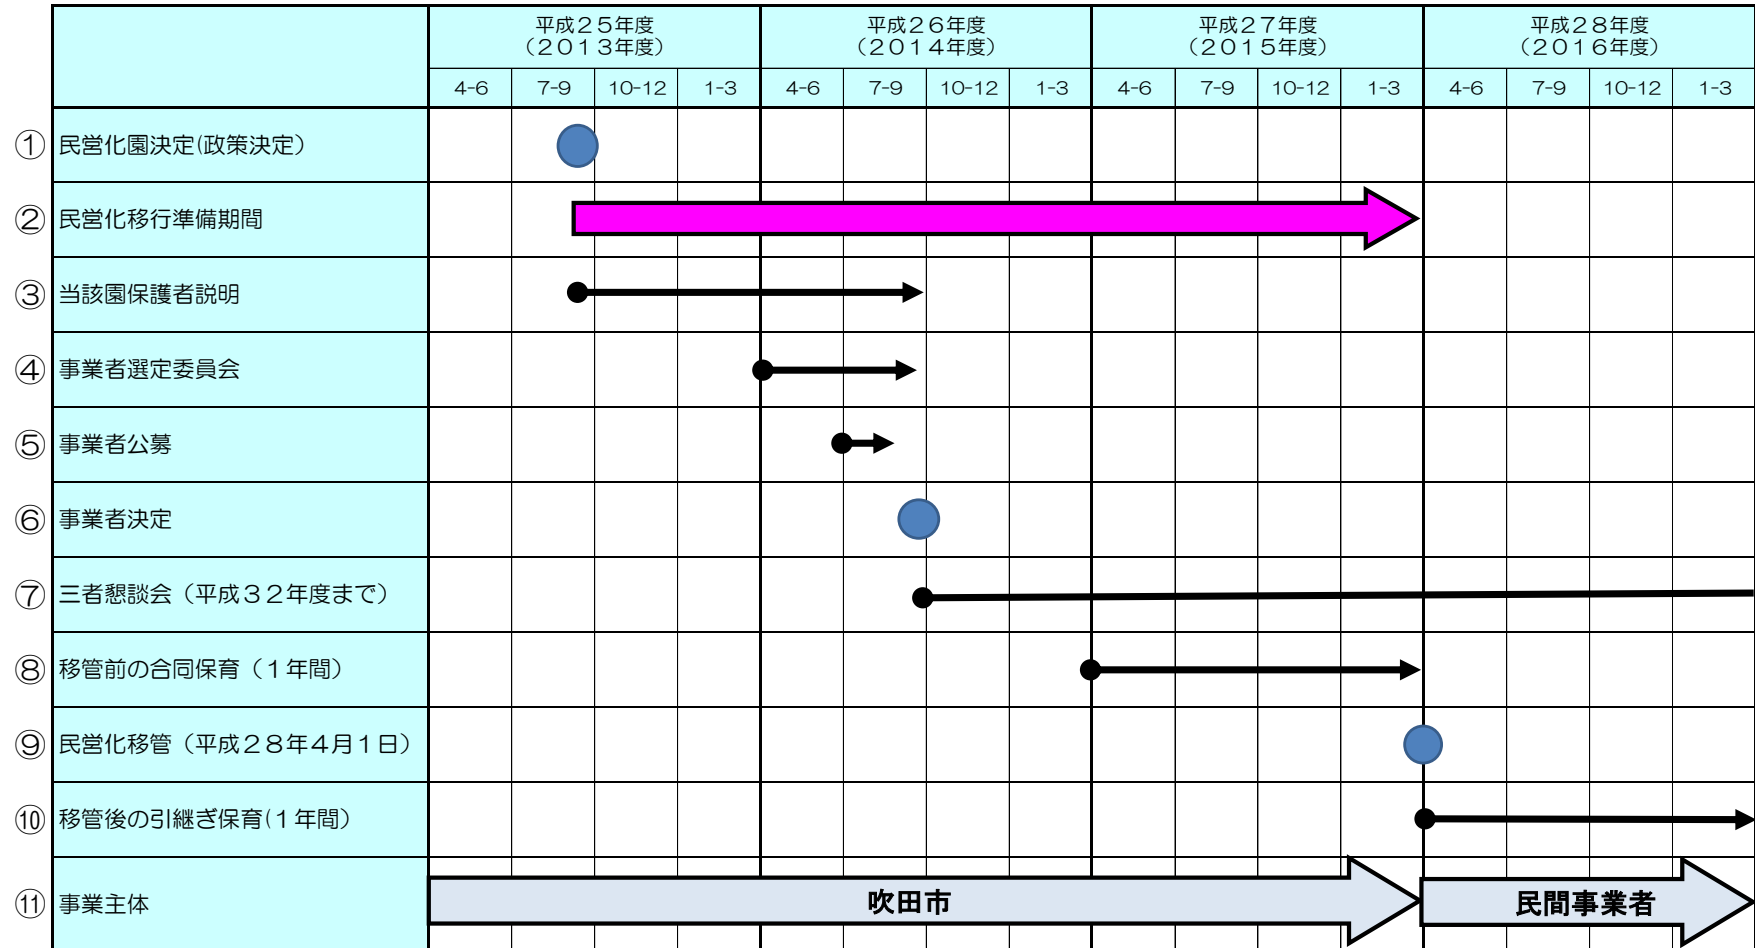 平成２５年度 平成２６年度 平成２７年度 平成２８年度
（２０１３年度） （２０１４年度） （２０１５年度） （２０１６年度）
4-6 7-9 10-12 1-3 4-6 7-9 10-12 1-3 4-6 7-9 10-12 1-3 4-6 7-9 10-12 1-3
① 民営化園決定(政策決定）
② 民営化移行準備期間
③ 当該園保護者説明
④ 事業者選定委員会
⑤ 事業者公募
⑥ 事業者決定
⑦ 三者懇談会（平成３２年度まで）
⑧ 移管前の合同保育（１年間）
⑨ 民営化移管（平成２８年４月１日）
⑩ 移管後の引継ぎ保育(１年間）
⑪ 事業主体 吹田市 民間事業者